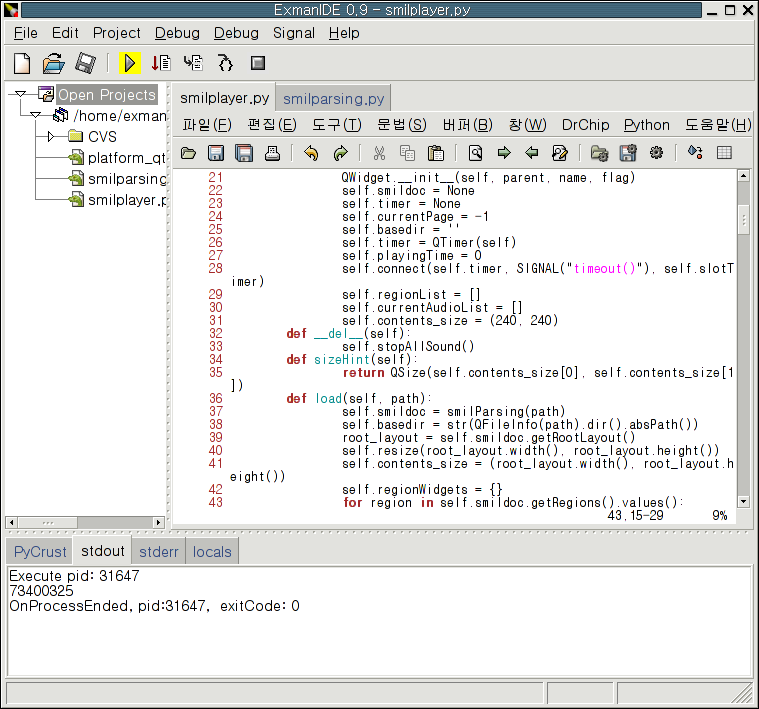 ExmanIDE 0,9 - smilplayer,py
File Edit Project Debug Debug Signal Help
Open Projects
/home/exman
CVS
platform_qt
smilparsing
smilplayer,p
smilplayer,py smilparsing,py
파일(F) 편집(E) 도구(T) 문법(S) 버퍼(B) 창(W) DrChip Python 도움말(H)
21 QWidget.__init__(self, parent, name, flag)
22 self.smildoc = None
23 self.timer = None
24 self.currentPage = -1
25 self.basedir = ''
26 self.timer = QTimer(self)
27 self.playingTime = 0
28 self.connect(self.timer, SIGNAL("timeout()"), self.slotT
imer)
29 self.regionList = []
30 self.currentAudioList = []
31 self.contents_size = (240, 240)
32 def __del__(self):
33 self.stopAllSound()
34 def sizeHint(self):
35 return QSize(self.contents_size[0], self.contents_size[1
])
36 def load(self, path):
37 self.smildoc = smilParsing(path)
38 self.basedir = str(QFileInfo(path).dir().absPath())
39 root_layout = self.smildoc.getRootLayout()
40 self.resize(root_layout.width(), root_layout.height())
41 self.contents_size = (root_layout.width(), root_layout.h
eight())
42 self.regionWidgets = {}
43 for region in self.smildoc.getRegions().values():
43,15-29 9%
PyCrust stdout stderr locals
Execute pid: 31647
73400325
OnProcessEnded, pid:31647, exitCode: 0